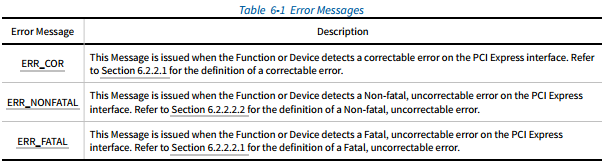 Table 6-1 Error Messages
Error Message Description
ERR_COR
This Message is issued when the Function or Device detects a correctable error on the PCI Express interface. Refer
to Section 6.2.2.1 for the definition of a correctable error.
ERR_NONFATAL
This Message is issued when the Function or Device detects a Non-fatal, uncorrectable error on the PCI Express
interface. Refer to Section 6.2.2.2.2 for the definition of a Non-fatal, uncorrectable error.
ERR_FATAL
This Message is issued when the Function or Device detects a Fatal, uncorrectable error on the PCI Express
interface. Refer to Section 6.2.2.2.1 for the definition of a Fatal, uncorrectable error.